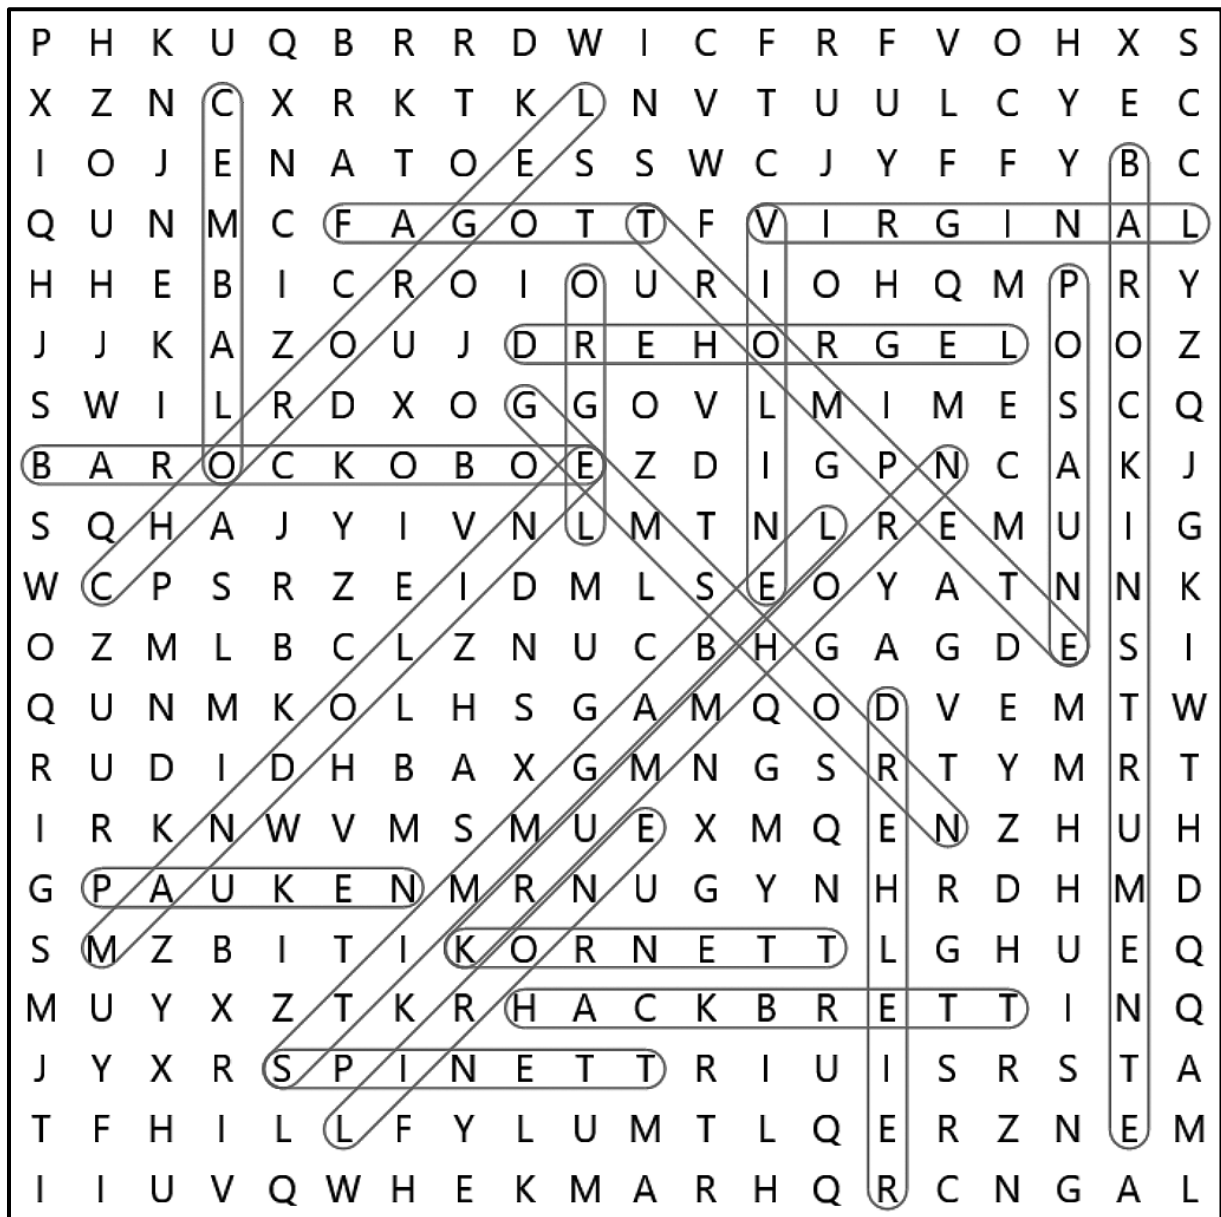 P H K U Q B R R D W I C F R F V O H X S
X Z N C X R K T K L N V T U U L C Y E C
I O J E N A T O E S S W C J Y F F Y B C
Q U N M C F A G O T T F V I R G I N A L
H H E B I C R O I O U R I O H Q M P R Y
J J K A Z O U J D R E H O R G E L O O Z
S W I L R D X O G G O V L M I M E S C Q
B A R O C K O B O E Z D I G P N C A K J
S Q H A J Y I V N L M T N L R E M U I G
W C P S R Z E I D M L S E O Y A T N N K
O Z M L B C L Z N U C B H G A G D E S I
Q U N M K O L H S G A M Q O D V E M T W
R U D I D H B A X G M N G S R T Y M R T
I R K N W V M S M U E X M Q E N Z H U H
G P A U K E N M R N U G Y N H R D H M D
S M Z B I T I K O R N E T T L G H U E Q
M U Y X Z T K R H A C K B R E T T I N Q
J Y X R S P I N E T T R I U I S R S T A
T F H I L L F Y L U M T L Q E R Z N E M
I I U V Q W H E K M A R H Q R C N G A L